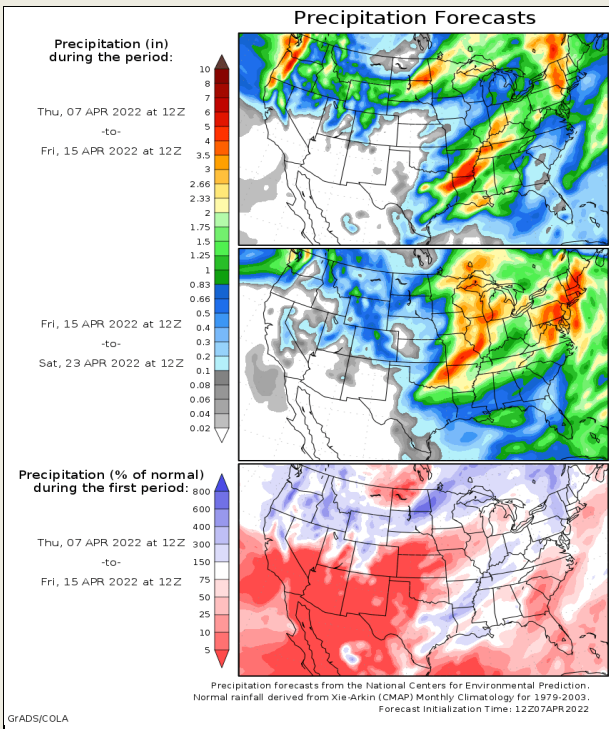 Precipitation Forecasts
Precipitation (in)
during the period:
Thu, 07 APR 2022 at 12Z
-to-
Fri, 15 APR 2022 at 12Z
10
8
7
6
5
4
3.5
3
2.66
2.33
2
1.75
1.5
1.25
1
0.83
0.66
0.5
0.4
0.3
0.2
0.1
0.08
0.06
0.04
0.02
Fri, 15 APR 2022 at 12Z
-to-
Sat, 23 APR 2022 at 12Z
Precipitation (% of normal)
during the first period:
Thu, 07 APR 2022 at 12Z
-to-
Fri, 15 APR 2022 at 12Z
800
600
400
300
150
75
50
25
10
5
Precipitation forecasts from the National Centers for Environmental Prediction.
Normal rainfall derived from Xie-Arkin (CMAP) Monthly Climatology for 1979-2003.
Forecast Initialization Time: 12Z07APR2022
GrADS/COLA